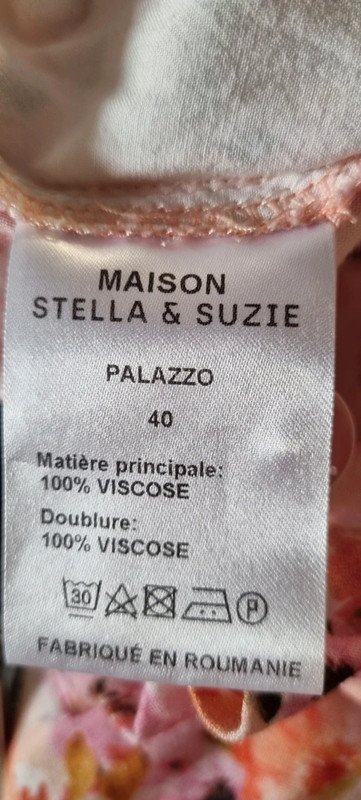 MAISON
STELLA & SUZIE
PALAZZO
40
Matière principale:
100% VISCOSE
Doublure:
100% VISCOSE
30 P
FABRIQUÉ EN ROUMANIE